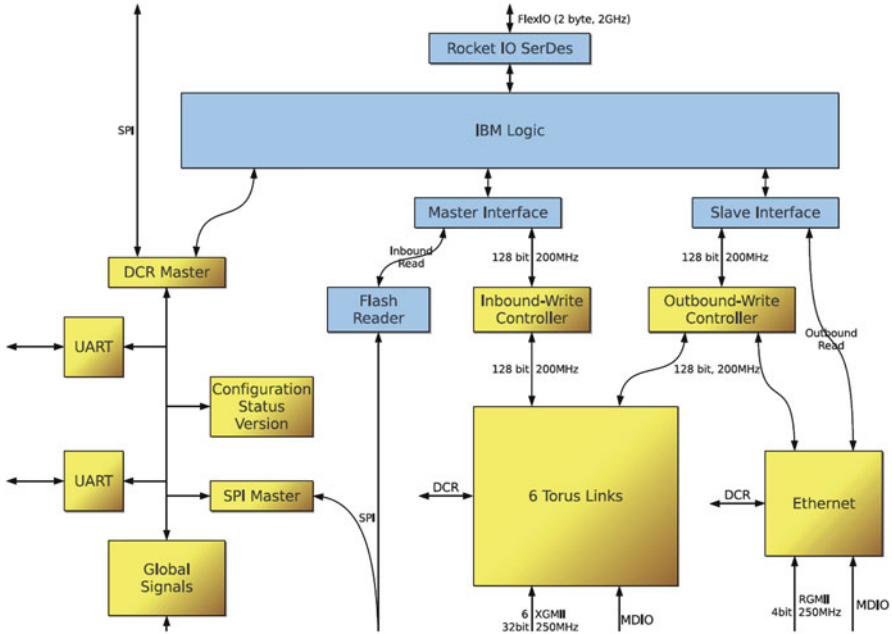 FlexIO (2 byte, 2GHz)
Rocket IO SerDes
IBM Logic
SPI
Master Interface
Slave Interface
Inbound
Read
128 bit 200MHz
128 bit 200MHz
DCR Master
Flash
Reader
Inbound-Write
Controller
Outbound-Write
Controller
UART
Outbound
Read
128 bit 200MHz
128 bit, 200MHz
Configuration
Status
Version
UART
SPI Master
DCR
6 Torus Links
DCR
Ethernet
SPI
Global
Signals
6 XGMII
32bit 250MHz
MDIO
RGMII
4bit 250MHz
MDIO